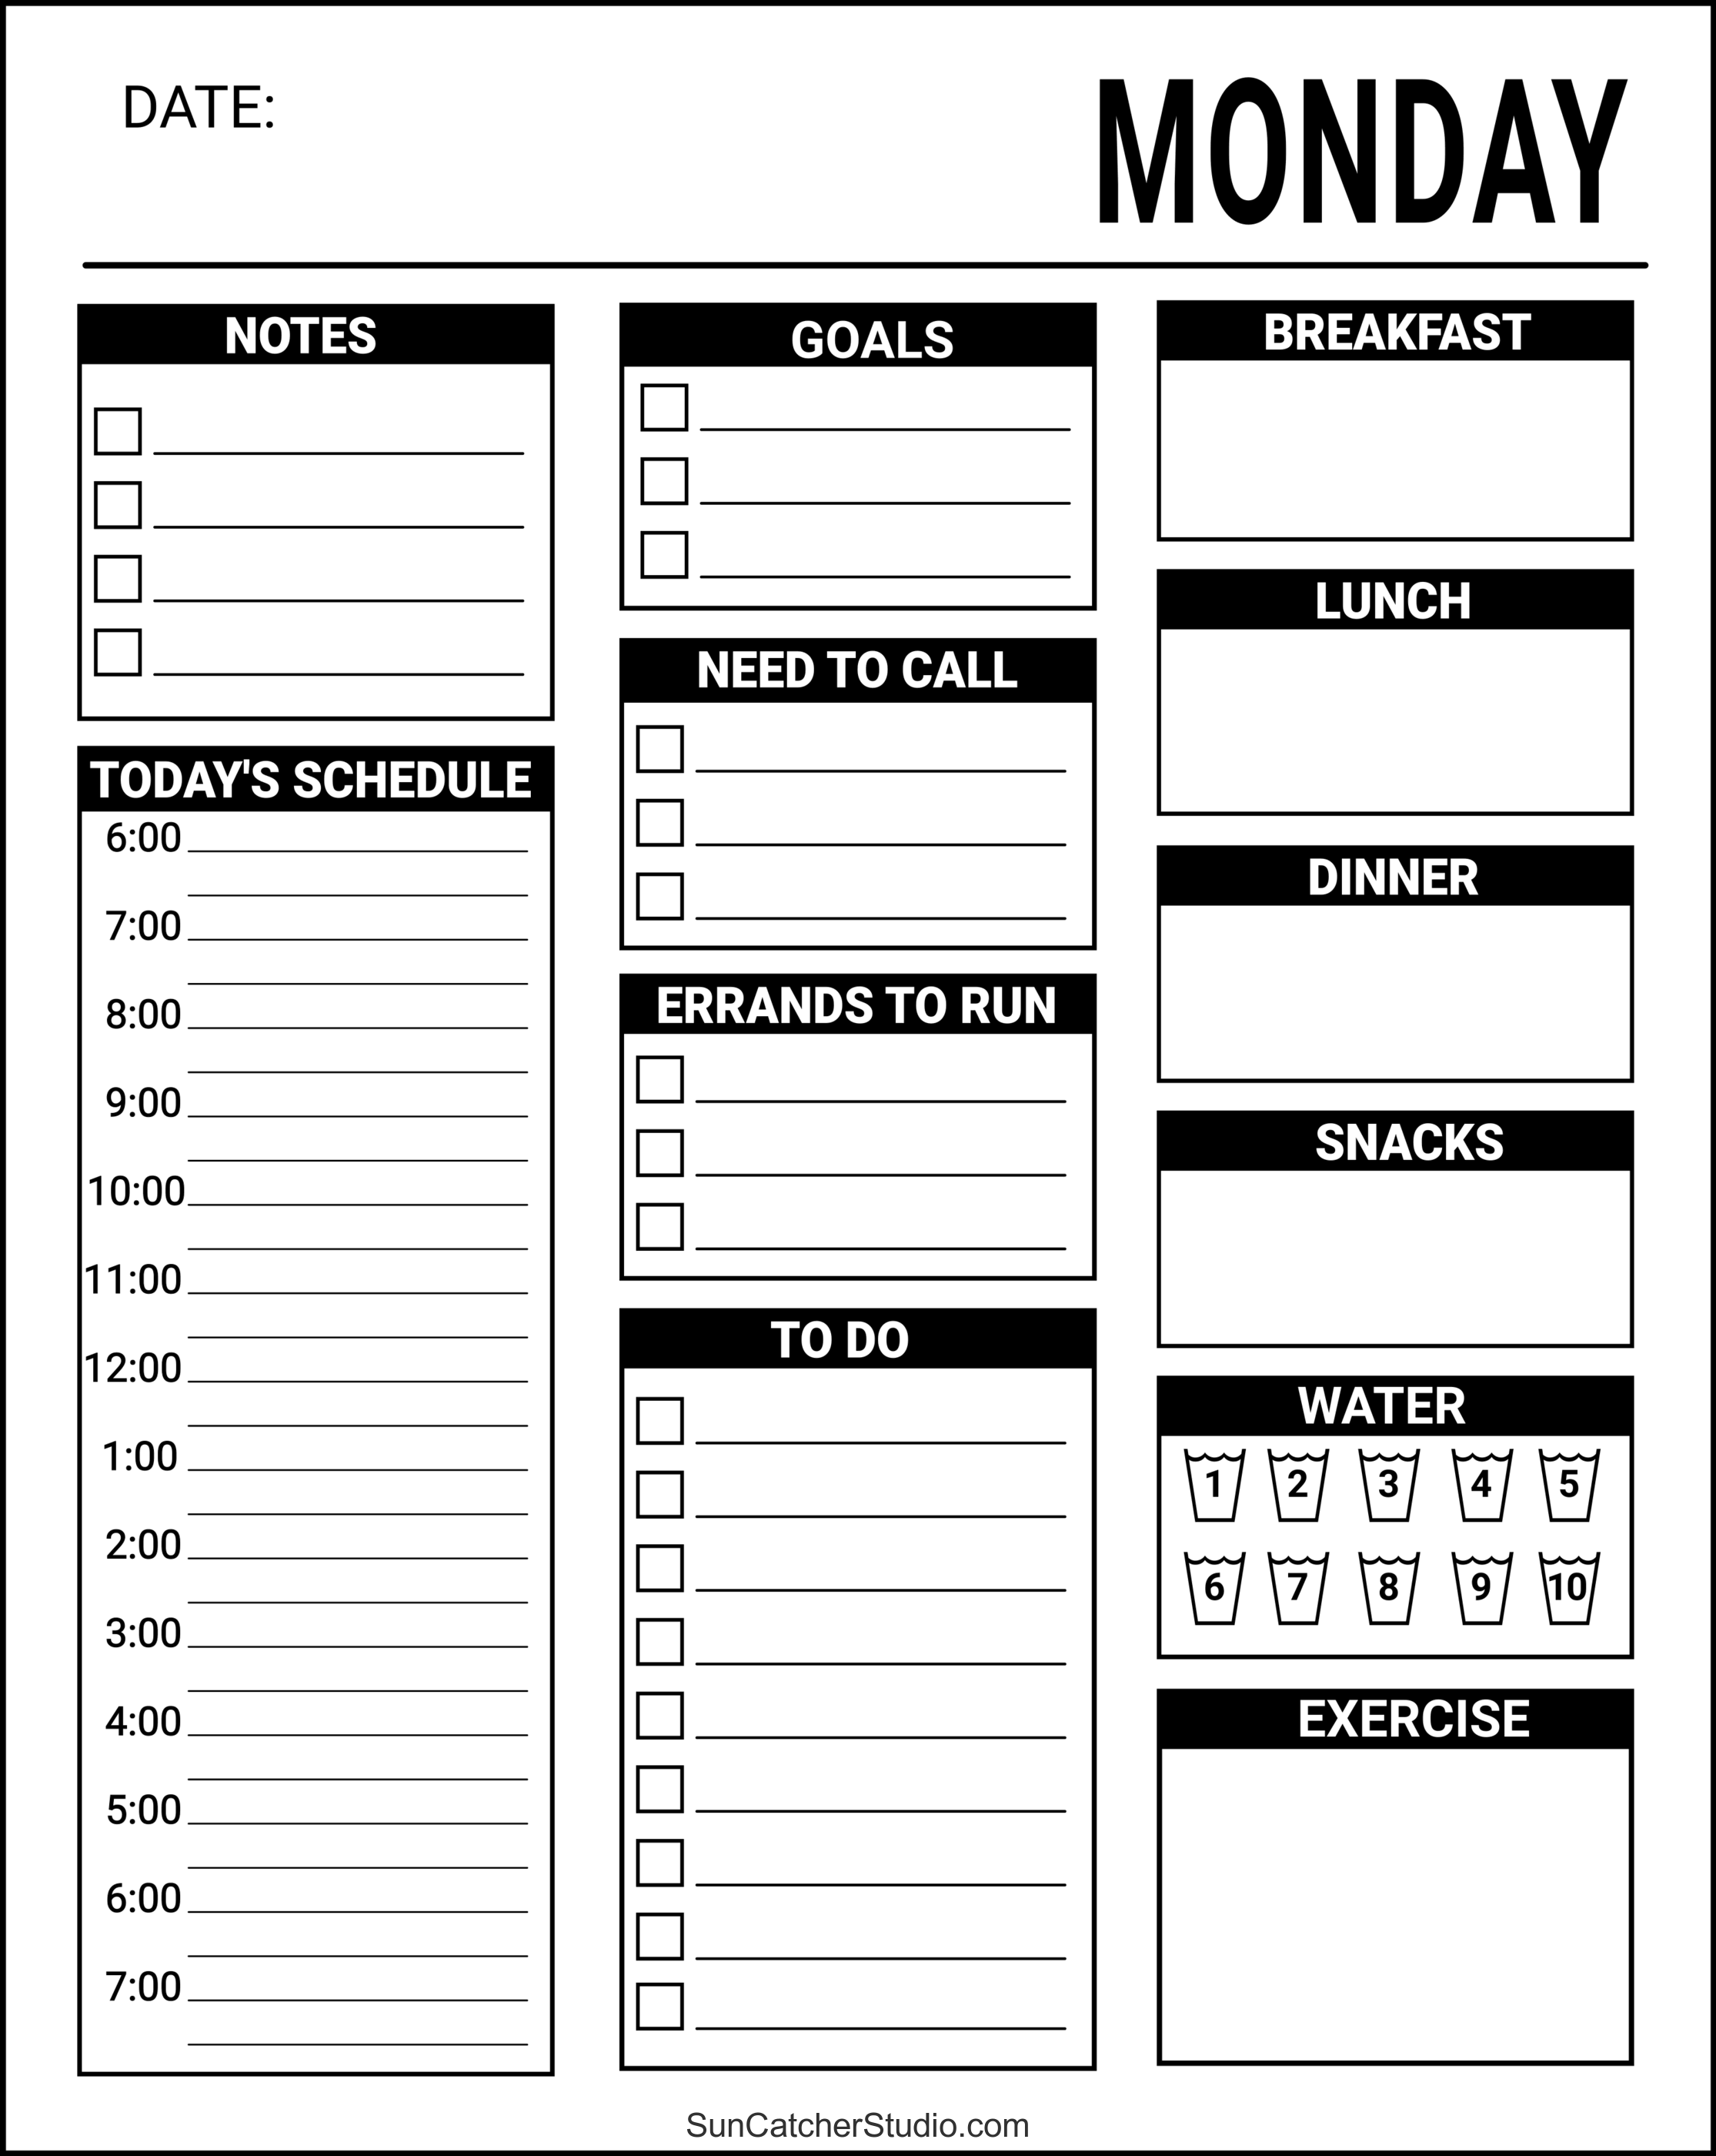 DATE:
MONDAY
NOTES
TODAY'S SCHEDULE
6:00
7:00
8:00
9:00
10:00
11:00
12:00
1:00
2:00
3:00
4:00
5:00
6:00
7:00
GOALS
NEED TO CALL
ERRANDS TO RUN
TO DO
BREAKFAST
LUNCH
DINNER
SNACKS
WATER
1 2 3 4 5
6 7 8 9 10
EXERCISE
SunCatcherStudio.com